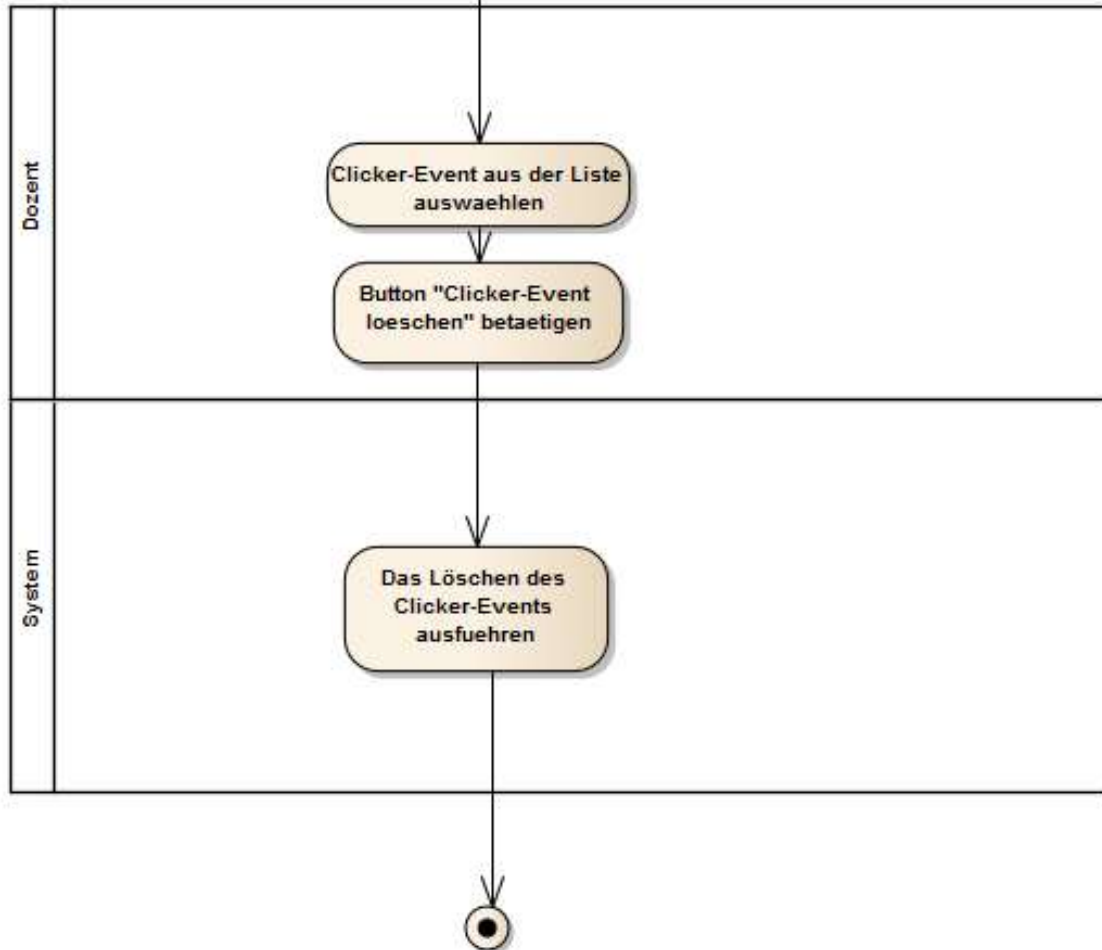 Dozent
Clicker-Event aus der Liste
auswaehlen
Button "Clicker-Event
loeschen" betaetigen
System
Das Löschen des
Clicker-Events
ausfuehren